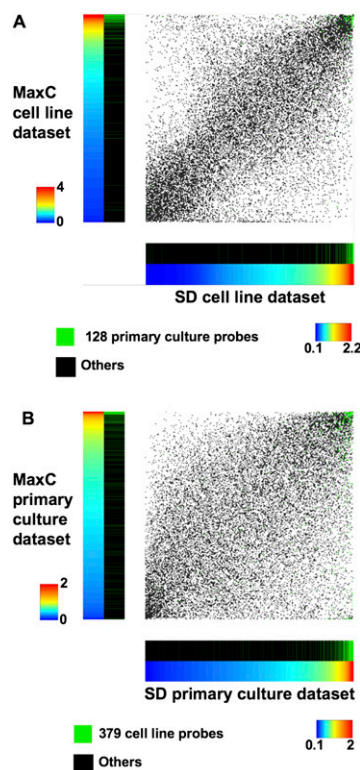 A
MaxC
cell line
dataset
4
0
SD cell line dataset
128 primary culture probes
Others
0.1 2.2
B
MaxC
primary
culture
dataset
2
0
SD primary culture dataset
379 cell line probes
Others
0.1 2